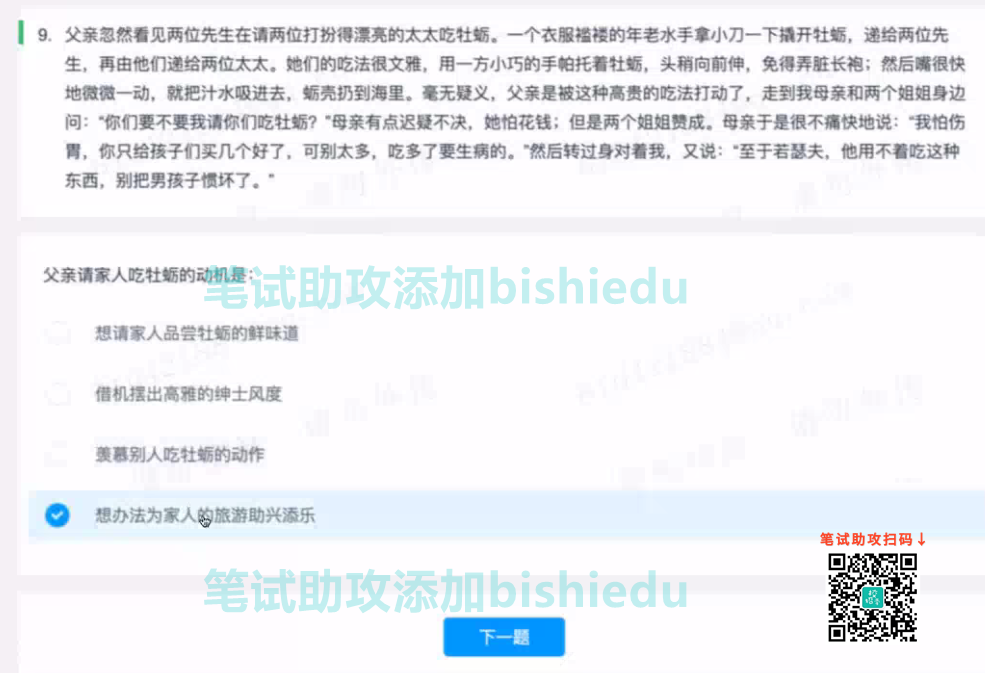 9. 父亲忽然看见两位先生在请两位打扮得漂亮的太太吃牡蛎。一个衣服褴褛的年老水手拿小刀一下撬开牡蛎，递给两位先
生，再由他们递给两位太太。她们的吃法很文雅，用一方小巧的手帕托着牡蛎，头稍向前伸，免得弄脏长袍；然后嘴很快
地微微一动，就把汁水吸进去，蛎壳扔到海里。毫无疑义，父亲是被这种高贵的吃法打动了，走到我母亲和两个姐姐身边
问：“你们要不要我请你们吃牡蛎？”母亲有点迟疑不决，她怕花钱；但是两个姐姐赞成。母亲于是很不痛快地说：“我怕伤
胃，你只给孩子们买几个好了，可别太多，吃多了要生病的。”然后转过身对着我，又说：“至于若瑟夫，他用不着吃这种
东西，别把男孩子惯坏了。”
父亲请家人吃牡蛎的动机是：
笔试助攻添加bishiedu
想请家人品尝牡蛎的鲜味道
借机摆出高雅的绅士风度
羡慕别人吃牡蛎的动作
想办法为家人的旅游助兴添乐
笔试助攻扫码↓
笔试助攻添加bishiedu
下一题